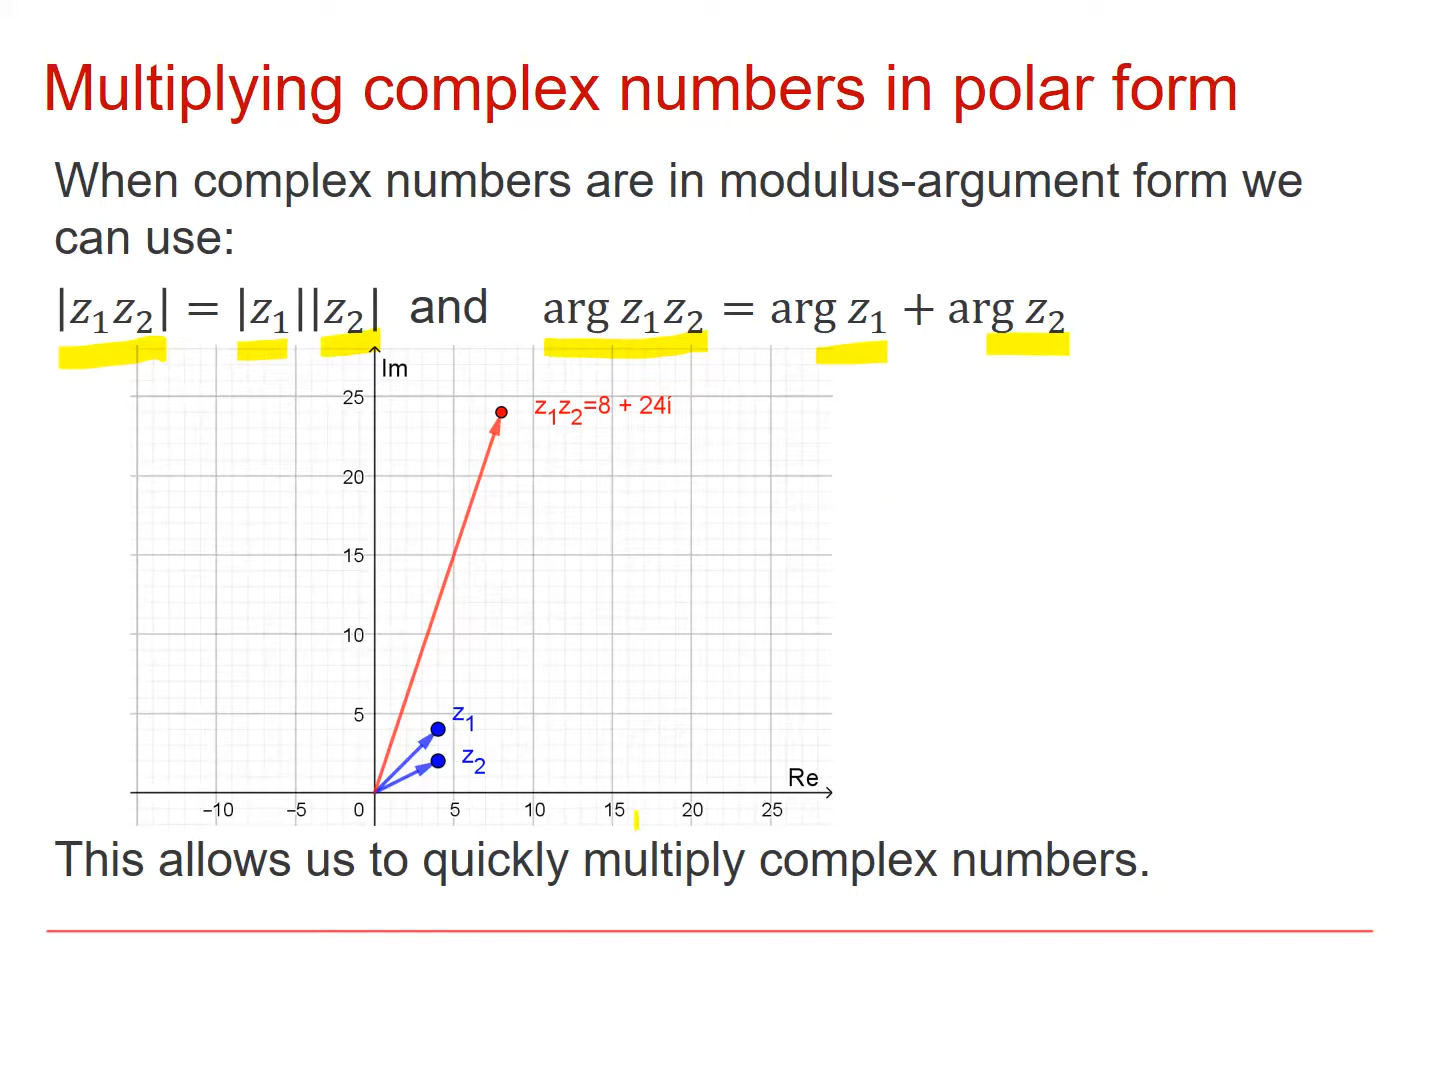 Multiplying complex numbers in polar form
When complex numbers are in modulus-argument form we
can use:
|z₁z₂| = |z₁||z₂| and arg z₁z₂ = arg z₁ + arg z₂
Im
25
z₁z₂=8 + 24í
20
15
10
5
z₁
z₂
Re
−10 −5 0 5 10 15 20 25
This allows us to quickly multiply complex numbers.